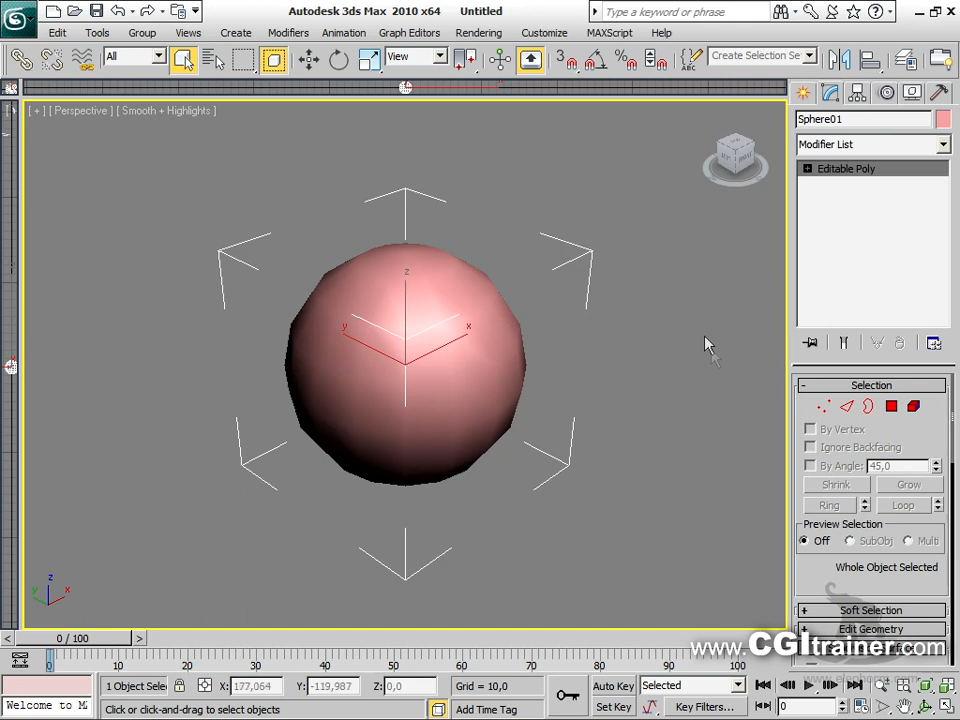 Autodesk 3ds Max 2010 x64 Untitled
Type a keyword or phrase
Edit Tools Group Views Create Modifiers Animation Graph Editors Rendering Customize MAXScript Help
All
View
3
ABC
Create Selection Se
[ + ] [ Perspective ] [ Smooth + Highlights ]
Sphere01
Modifier List
Editable Poly
z
y
x
Selection
By Vertex
Ignore Backfacing
By Angle: 45,0
Shrink Grow
Ring Loop
Preview Selection
Off SubObj Multi
Whole Object Selected
z
y
x
Soft Selection
Edit Geometry
www.CGItrainer.com
0 / 100
0 10 20 30 40 50 60 70 80 90 100
1 Object Sele X: 177,064 Y: -119,987 Z: 0,0 Grid = 10,0 Auto Key Selected
Welcome to M
Click or click-and-drag to select objects Add Time Tag Set Key Key Filters... 0